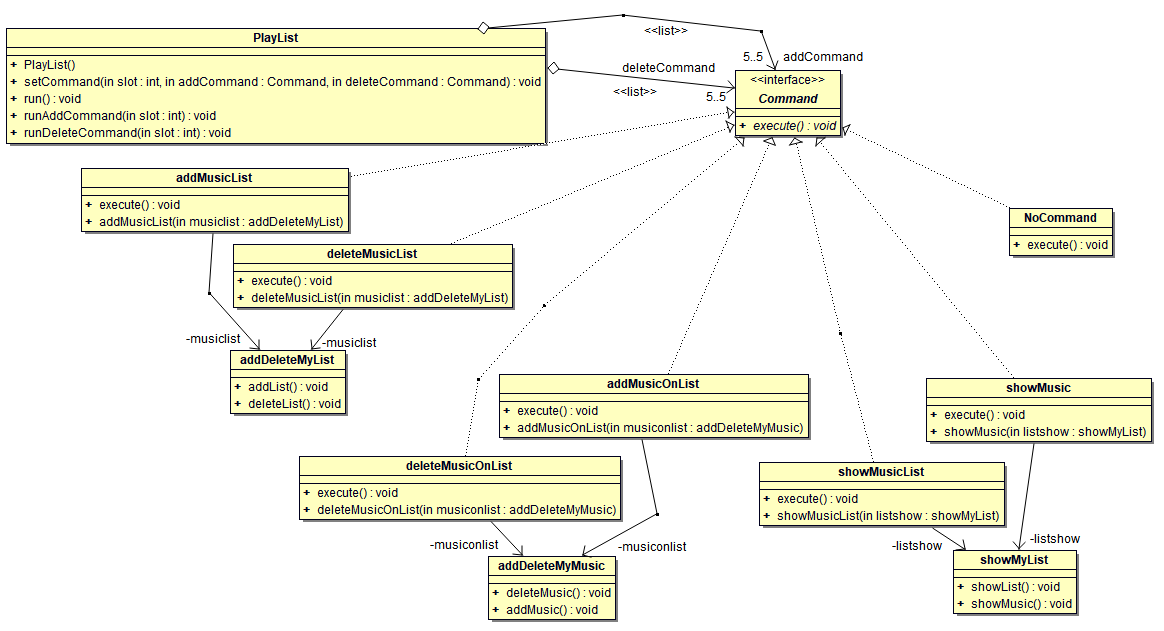 PlayList
+ PlayList()
+ setCommand(in slot : int, in addCommand : Command, in deleteCommand : Command) : void
+ run() : void
+ runAddCommand(in slot : int) : void
+ runDeleteCommand(in slot : int) : void
<<list>>
5..5 addCommand
deleteCommand
<<list>>
5..5
<<interface>>
Command
+ execute() : void
addMusicList
+ execute() : void
+ addMusicList(in musiclist : addDeleteMyList)
NoCommand
+ execute() : void
deleteMusicList
+ execute() : void
+ deleteMusicList(in musiclist : addDeleteMyList)
-musiclist
-musiclist
addDeleteMyList
+ addList() : void
+ deleteList() : void
addMusicOnList
+ execute() : void
+ addMusicOnList(in musiconlist : addDeleteMyMusic)
showMusic
+ execute() : void
+ showMusic(in listshow : showMyList)
deleteMusicOnList
+ execute() : void
+ deleteMusicOnList(in musiconlist : addDeleteMyMusic)
showMusicList
+ execute() : void
+ showMusicList(in listshow : showMyList)
-musiconlist
-musiconlist
-listshow
-listshow
addDeleteMyMusic
+ deleteMusic() : void
+ addMusic() : void
showMyList
+ showList() : void
+ showMusic() : void